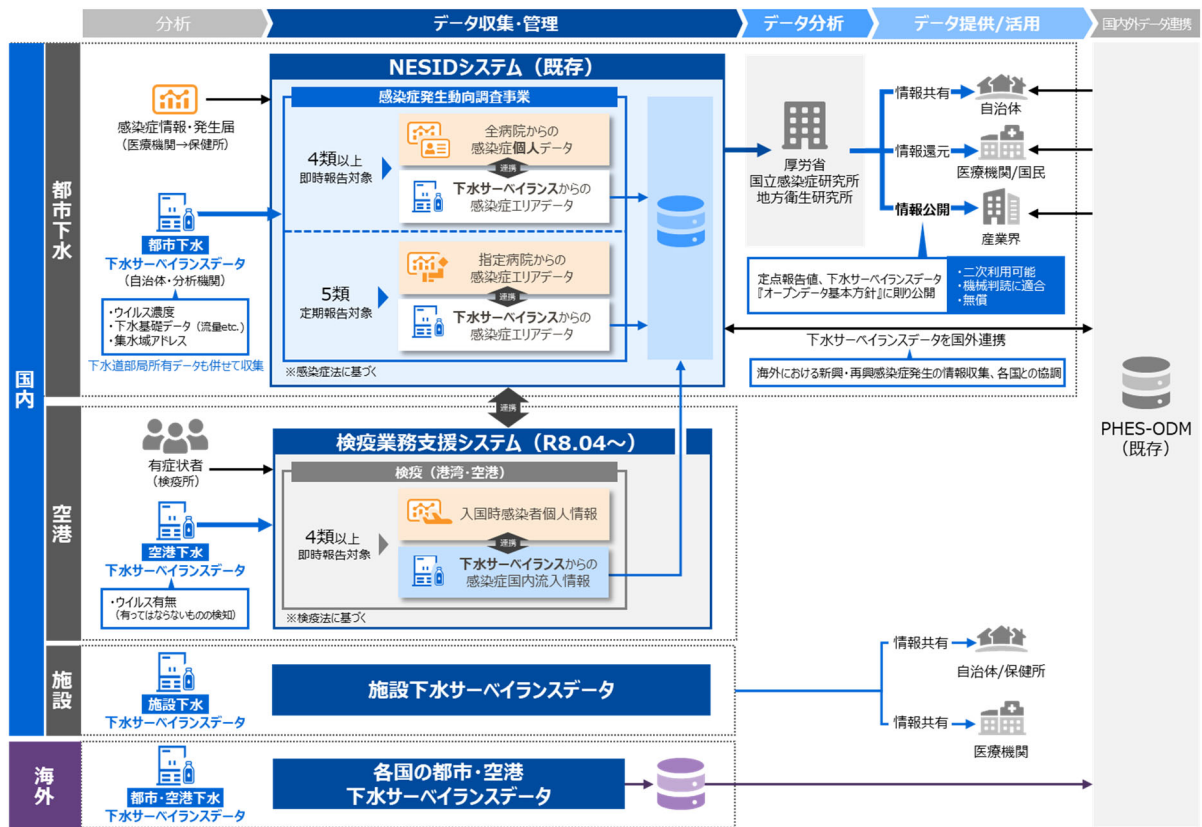 分析
データ収集・管理
データ分析
データ提供/活用
国内外データ連携
国内
都市下水
感染症情報・発生届
（医療機関→保健所）
都市下水
下水サーベイランスデータ
（自治体・分析機関）
・ウイルス濃度
・下水基礎データ（流量etc.）
・集水域アドレス
下水道部局所有データも併せて収集
NESIDシステム（既存）
感染症発生動向調査事業
4類以上
即時報告対象
全病院からの
感染症個人データ
連携
下水サーベイランスからの
感染症エリアデータ
5類
定期報告対象
指定病院からの
感染症エリアデータ
連携
下水サーベイランスからの
感染症エリアデータ
※感染症法に基づく
厚労省
国立感染症研究所
地方衛生研究所
情報共有
自治体
情報還元
医療機関/国民
情報公開
産業界
定点報告値、下水サーベイランスデータ
『オープンデータ基本方針』に則り公開
・二次利用可能
・機械判読に適合
・無償
下水サーベイランスデータを国外連携
海外における新興・再興感染症発生の情報収集、各国との協調
PHES-ODM
（既存）
連携
空港
有症状者
（検疫所）
空港下水
下水サーベイランスデータ
・ウイルス有無
（有ってはならないものの検知）
検疫業務支援システム（R8.04～）
検疫（港湾・空港）
4類以上
即時報告対象
入国時感染者個人情報
連携
下水サーベイランスからの
感染症国内流入情報
※検疫法に基づく
施設
施設下水
下水サーベイランスデータ
施設下水サーベイランスデータ
情報共有
自治体/保健所
情報共有
医療機関
海外
都市・空港下水
下水サーベイランスデータ
各国の都市・空港
下水サーベイランスデータ